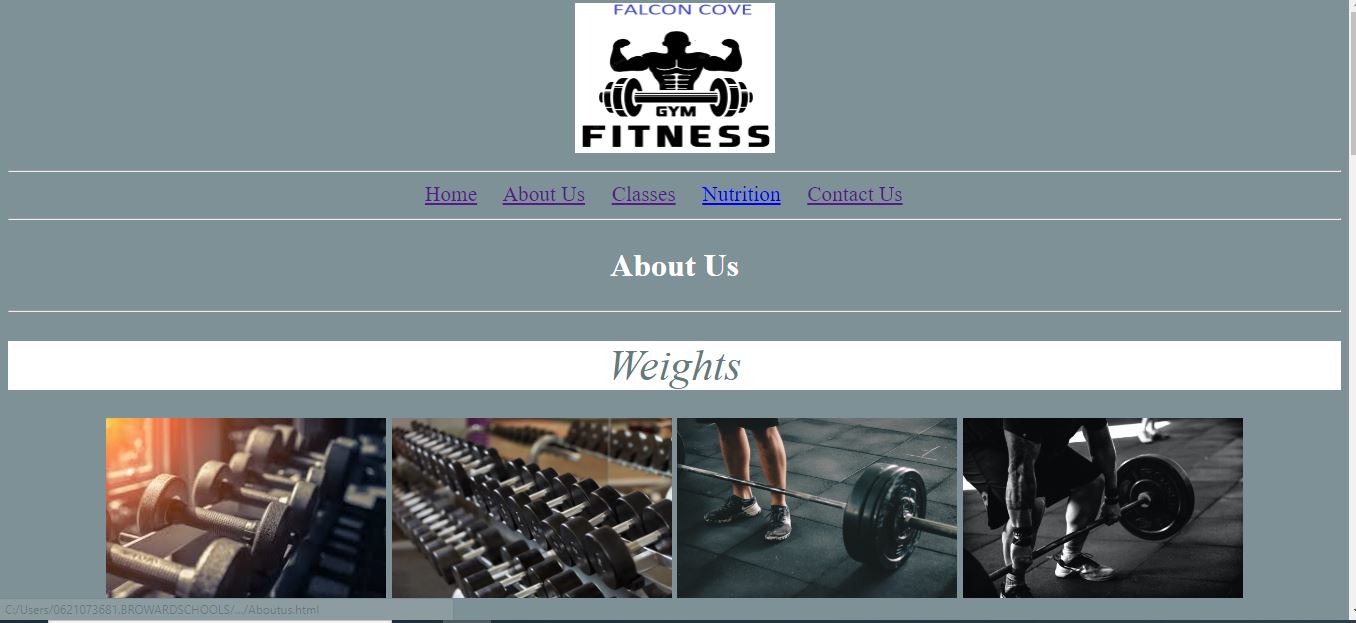 FALCON COVE
GYM
FITNESS
Home About Us Classes Nutrition Contact Us
About Us
Weights
C:/Users/0621073681.BROWARDSCHOOLS/.../Aboutus.html